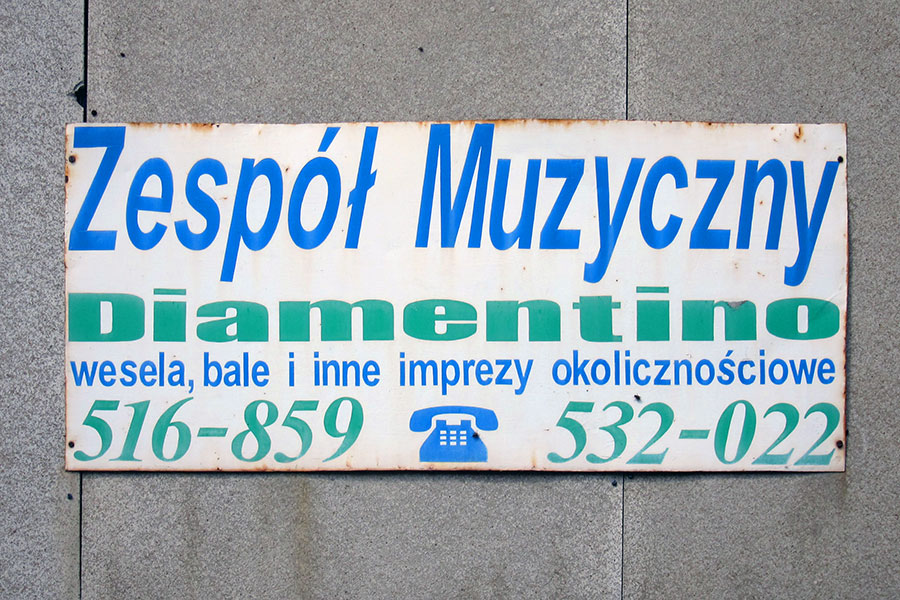 Zespół Muzyczny
Diamentino
wesela, bale i inne imprezy okolicznościowe
516-859 532-022